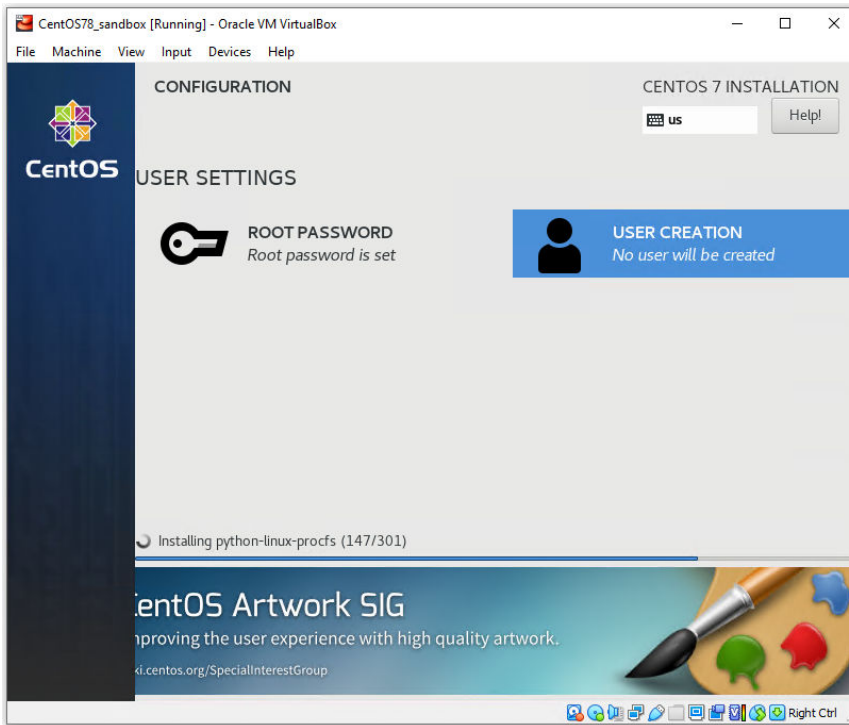 CentOS78_sandbox [Running] - Oracle VM VirtualBox
File Machine View Input Devices Help
CONFIGURATION
CENTOS 7 INSTALLATION
us
Help!
CentOS
USER SETTINGS
ROOT PASSWORD
Root password is set
USER CREATION
No user will be created
Installing python-linux-procfs (147/301)
entOS Artwork SIG
proving the user experience with high quality artwork.
ki.centos.org/SpecialInterestGroup
Right Ctrl